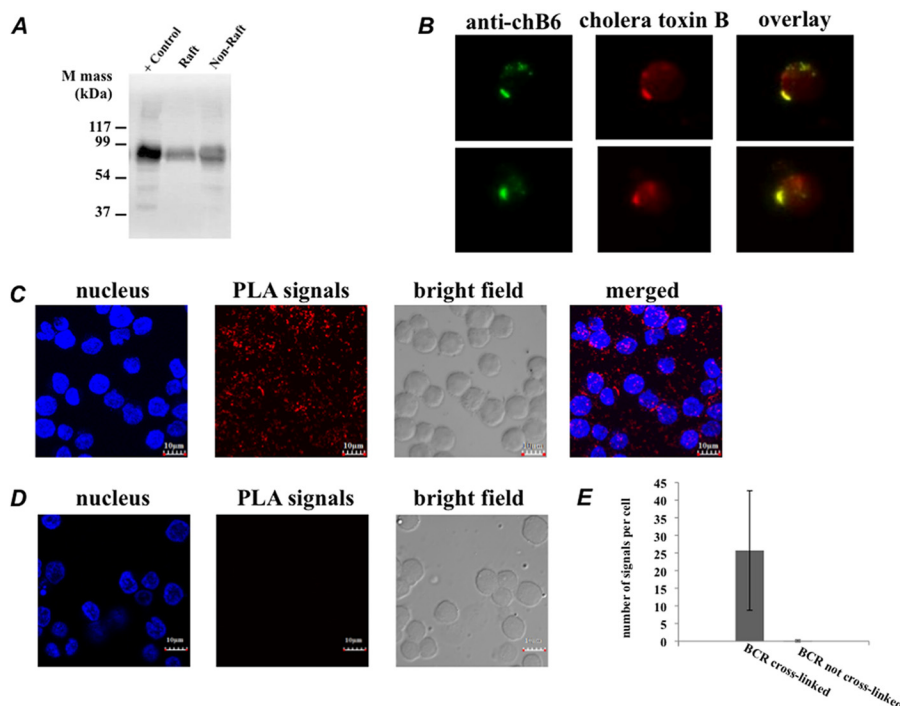 A
+ Control
Raft
Non-Raft
M mass
(kDa)
117
99
54
37
B
anti-chB6
cholera toxin B
overlay
C
nucleus
PLA signals
bright field
merged
10µm
10µm
10µm
10µm
D
nucleus
PLA signals
bright field
10µm
10µm
E
number of signals per cell
45
40
35
30
25
20
15
10
5
0
BCR cross-linked
BCR not cross-linked